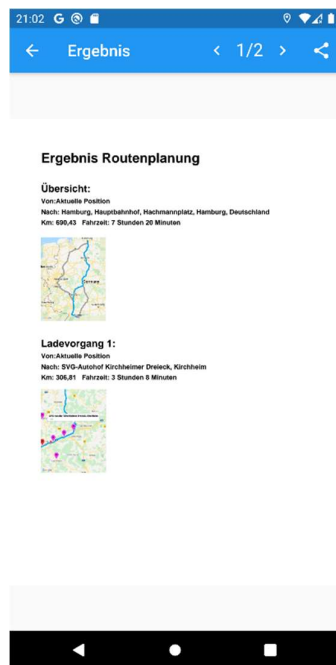 21:02 G
Ergebnis
1/2
Ergebnis Routenplanung
Übersicht:
Von:Aktuelle Position
Nach: Hamburg, Hauptbahnhof, Hachmannplatz, Hamburg, Deutschland
Km: 690,43 Fahrzeit: 7 Stunden 20 Minuten
Ladevorgang 1:
Von:Aktuelle Position
Nach: SVG-Autohof Kirchheimer Dreieck, Kirchheim
Km: 306,81 Fahrzeit: 3 Stunden 8 Minuten